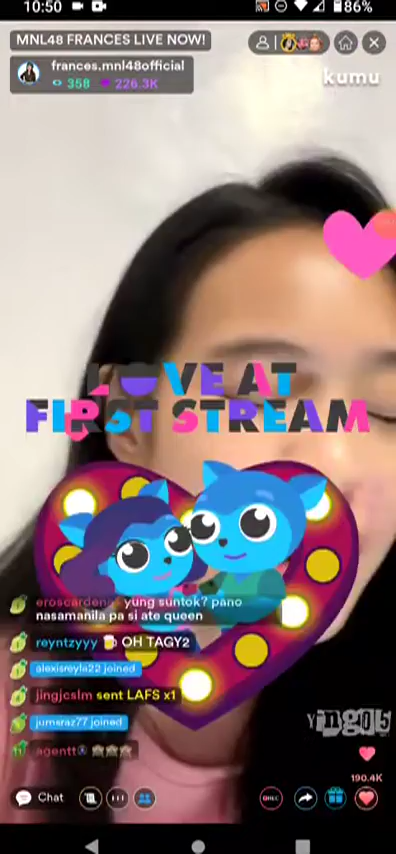 10:50
86%
MNL48 FRANCES LIVE NOW!
frances.mnl48official
358 226.3K
kumu
LOVE AT
FIRST STREAM
yung suntok? pano
nasamanila pa si ate queen
reyntzyyy OH TAGY2
alexisreyla22 joined
jingjcslm sent LAFS x1
jumaraz77 joined
agentt
Yingo5
190.4K
Chat